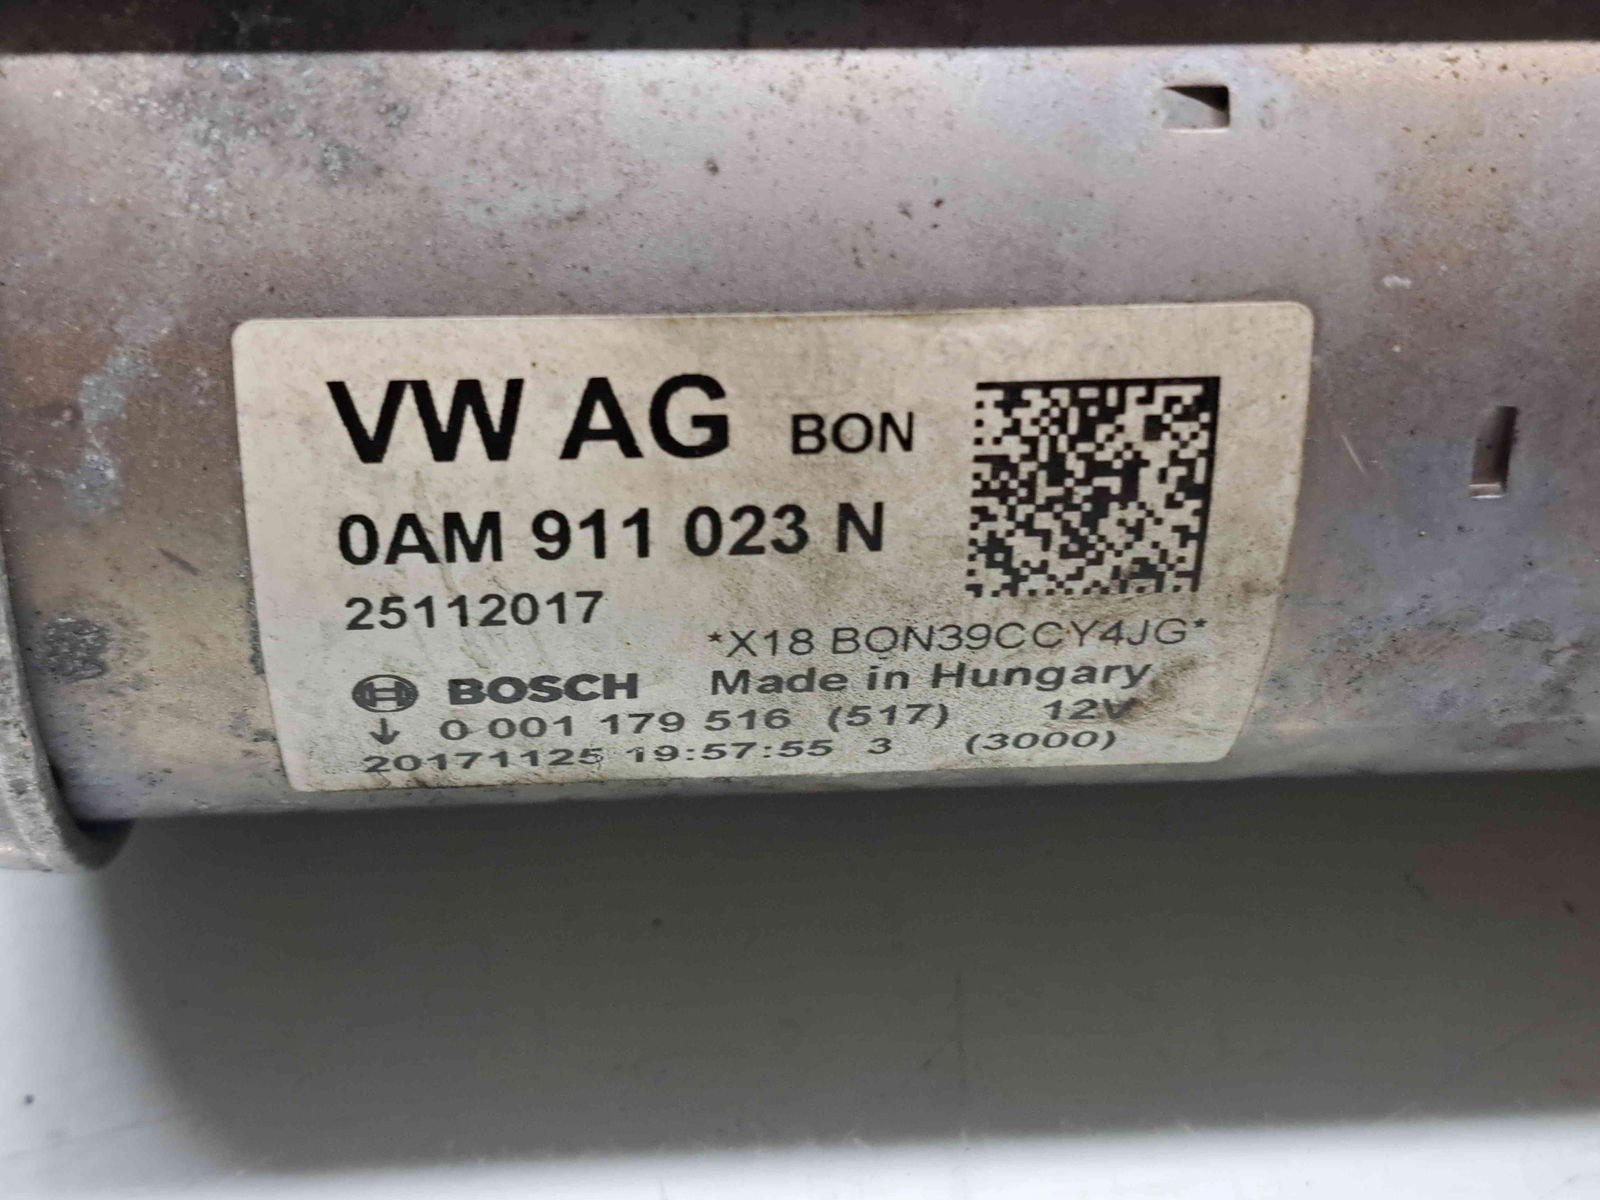 VW AG BON
0AM 911 023 N
25112017
*X18 BON39CCY4JG*
BOSCH Made in Hungary
↓ 0 001 179 516 (517) 12V
20171125 19:57:55 3 (3000)